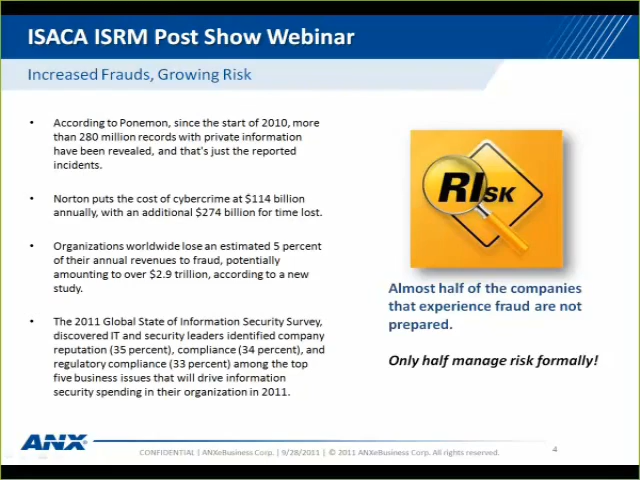 ISACA ISRM Post Show Webinar
Increased Frauds, Growing Risk
• According to Ponemon, since the start of 2010, more
than 280 million records with private information
have been revealed, and that's just the reported
incidents.
• Norton puts the cost of cybercrime at $114 billion
annually, with an additional $274 billion for time lost.
• Organizations worldwide lose an estimated 5 percent
of their annual revenues to fraud, potentially
amounting to over $2.9 trillion, according to a new
study.
• The 2011 Global State of Information Security Survey,
discovered IT and security leaders identified company
reputation (35 percent), compliance (34 percent), and
regulatory compliance (33 percent) among the top
five business issues that will drive information
security spending in their organization in 2011.
RISK
Almost half of the companies
that experience fraud are not
prepared.
Only half manage risk formally!
ANX
CONFIDENTIAL | ANXeBusiness Corp. | 9/28/2011 | © 2011 ANXeBusiness Corp. All rights reserved.
4